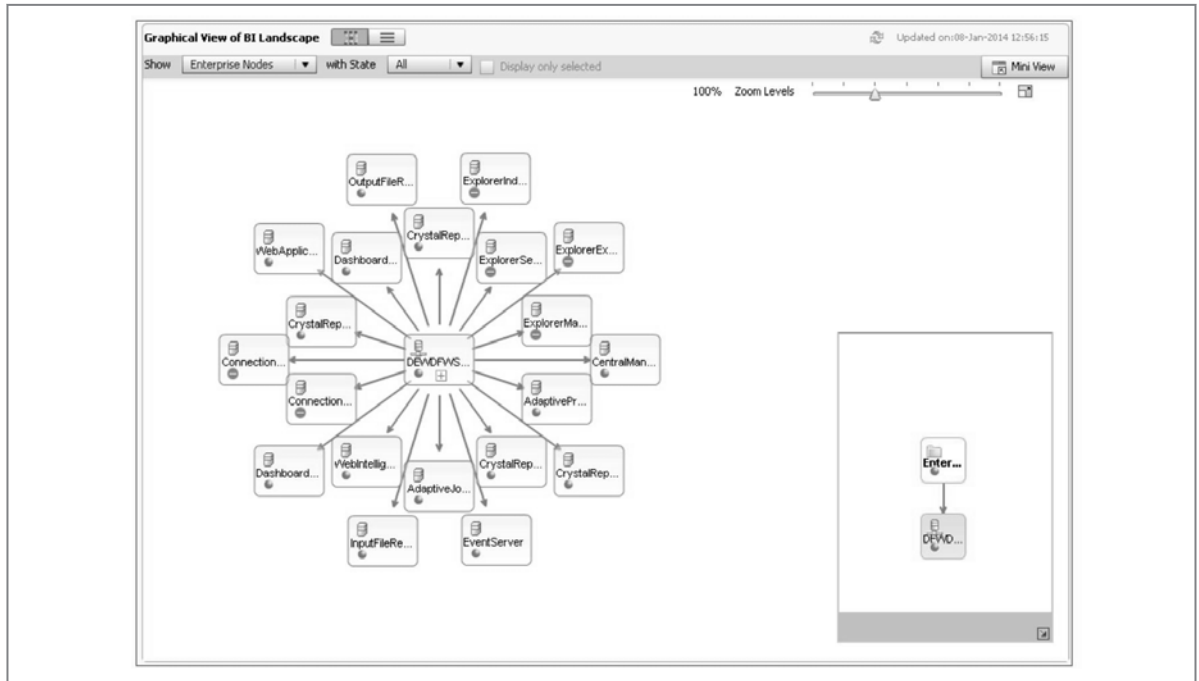 Graphical View of BI Landscape
Updated on:08-Jan-2014 12:56:15
Show Enterprise Nodes with State All Display only selected Mini View
100% Zoom Levels
OutputFileR...
ExplorerInd...
CrystalRep...
WebApplic...
Dashboard...
ExplorerSe...
ExplorerEx...
CrystalRep...
ExplorerMa...
Connection...
DEWDFWS...
CentralMan...
Connection...
AdaptivePr...
Dashboard...
WebIntellig...
AdaptiveJo...
CrystalRep...
CrystalRep...
InputFileRe...
EventServer
Enter...